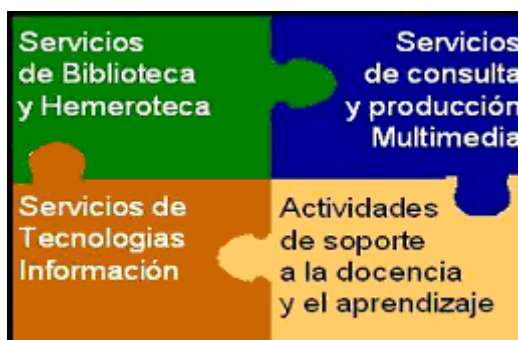 Servicios
de Biblioteca
y Hemeroteca
Servicios
de consulta
y producción
Multimedia
Servicios de
Tecnologias
Información
Actividades
de soporte
a la docencia
y el aprendizaje